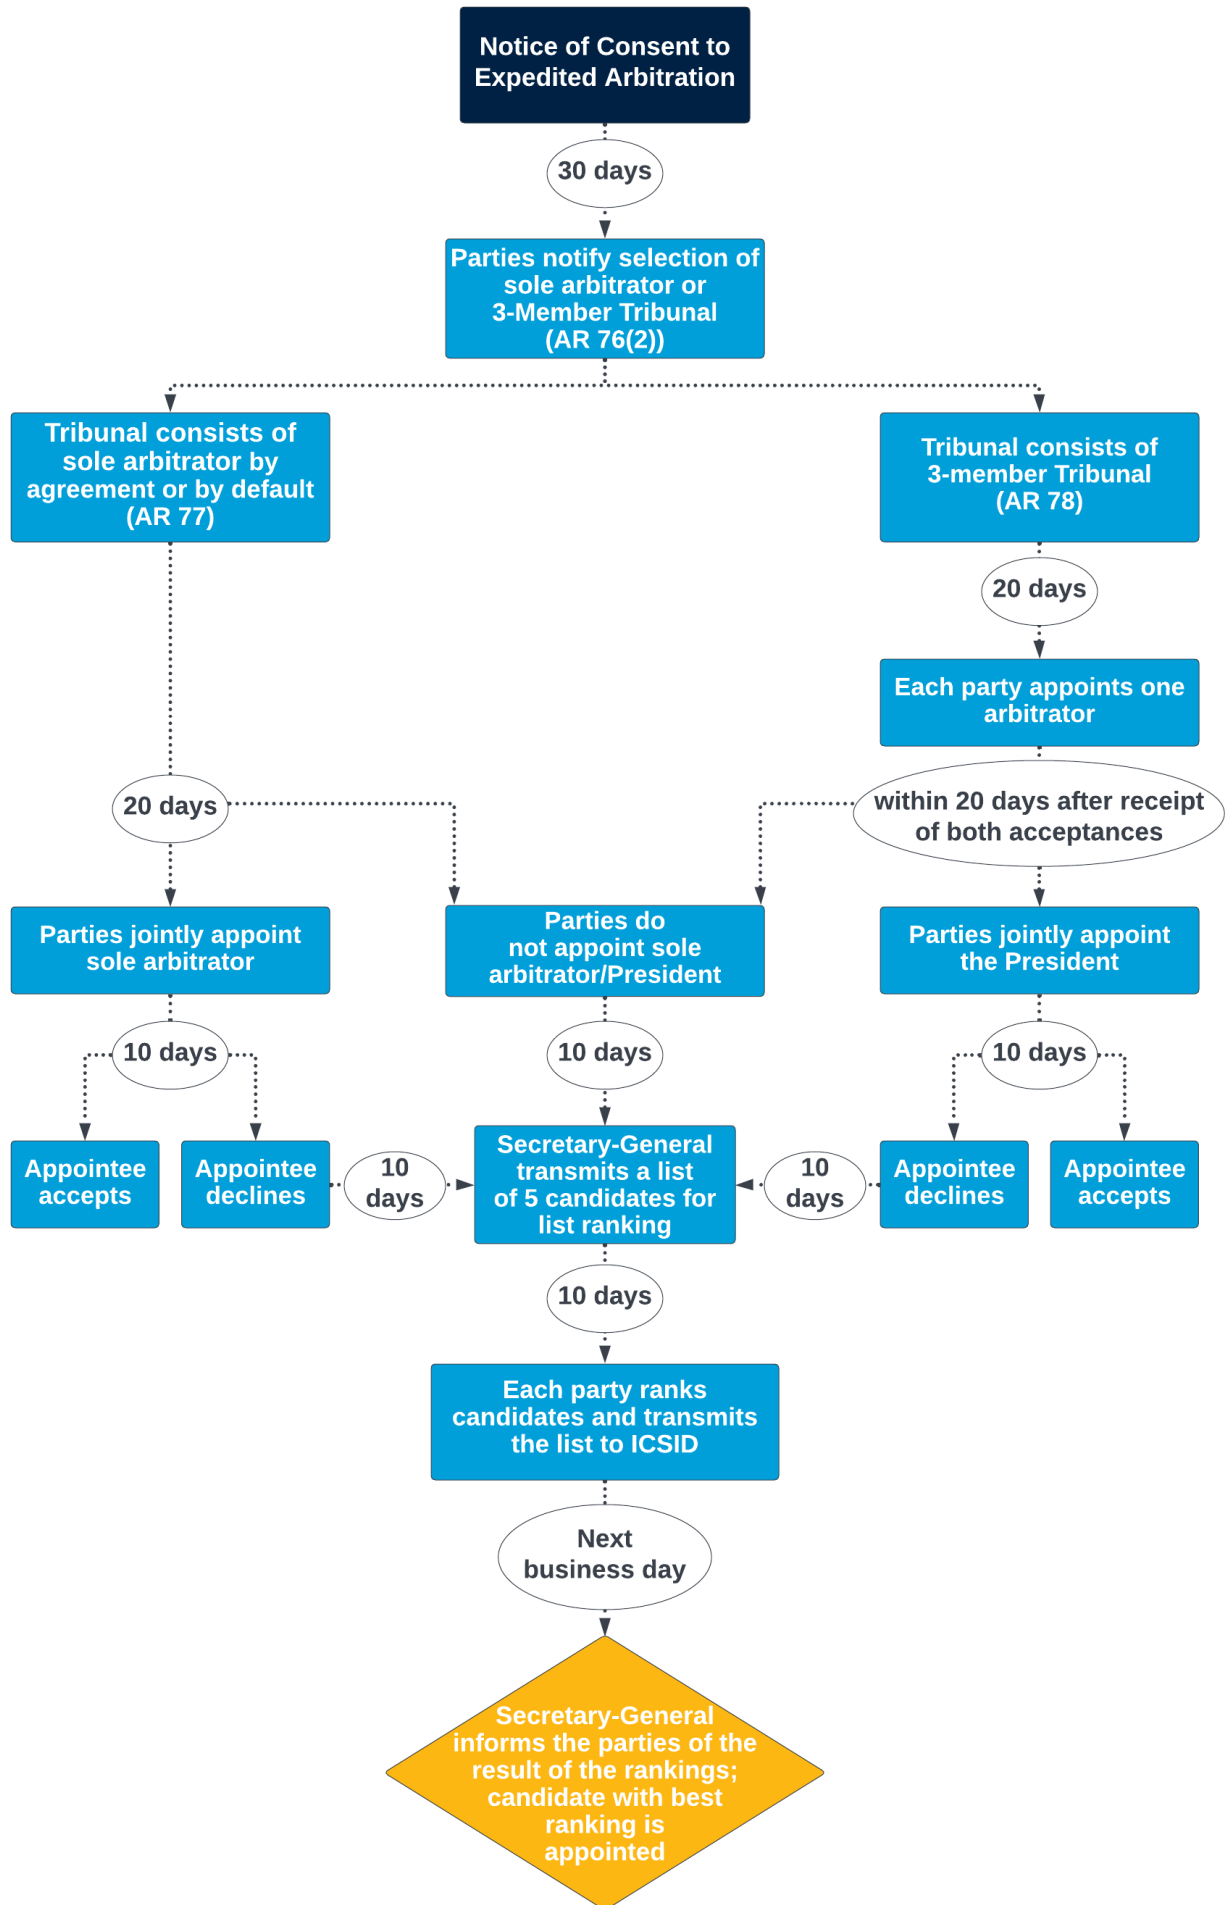 Notice of Consent to
Expedited Arbitration
30 days
Parties notify selection of
sole arbitrator or
3-Member Tribunal
(AR 76(2))
Tribunal consists of
sole arbitrator by
agreement or by default
(AR 77)
Tribunal consists of
3-member Tribunal
(AR 78)
20 days
Each party appoints one
arbitrator
20 days
within 20 days after receipt
of both acceptances
Parties jointly appoint
sole arbitrator
Parties do
not appoint sole
arbitrator/President
Parties jointly appoint
the President
10 days
10 days
10 days
Appointee
accepts
Appointee
declines
10
days
Secretary-General
transmits a list
of 5 candidates for
list ranking
10
days
Appointee
declines
Appointee
accepts
10 days
Each party ranks
candidates and transmits
the list to ICSID
Next
business day
Secretary-General
informs the parties of the
result of the rankings;
candidate with best
ranking is
appointed